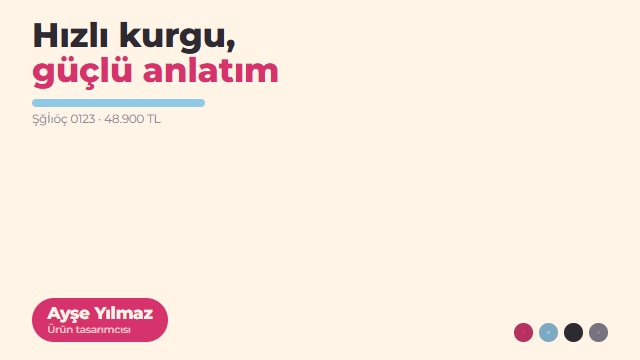 Hızlı kurgu,
güçlü anlatım
Şğlıöç 0123 · 48.900 TL
Ayşe Yılmaz
Ürün tasarımcısı